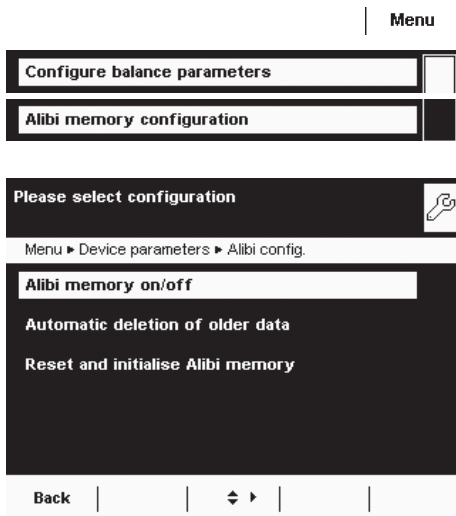 Menu
Configure balance parameters
Alibi memory configuration
Please select configuration
Menu ▸ Device parameters ▸ Alibi config.
Alibi memory on/off
Automatic deletion of older data
Reset and initialise Alibi memory
Back